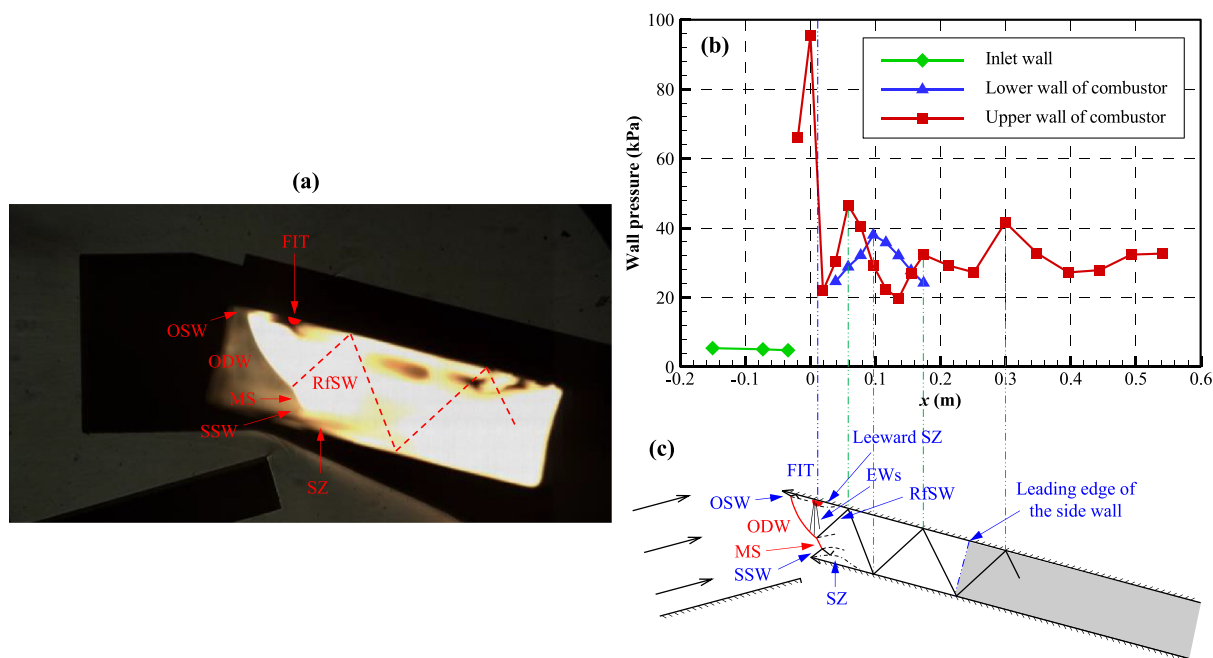 (a)
FIT
OSW
ODW
RfSW
MS
SSW
SZ
(b)
Wall pressure (kPa)
100
80
60
40
20
0
-0.2
-0.1
0
0.1
0.2
0.3
0.4
0.5
0.6
x (m)
Inlet wall
Lower wall of combustor
Upper wall of combustor
(c)
Leeward SZ
FIT
EWs
RfSW
OSW
ODW
MS
SSW
SZ
Leading edge of
the side wall